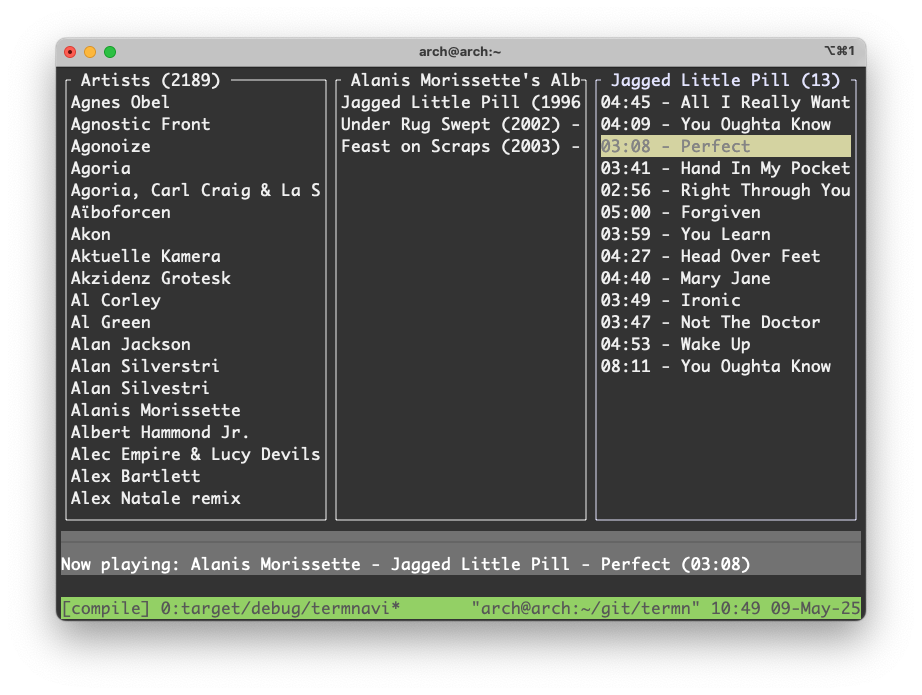 arch@arch:~
⌥⌘1
Artists (2189)
Agnes Obel
Agnostic Front
Agonoize
Agoria
Agoria, Carl Craig & La S
Aïboforcen
Akon
Aktuelle Kamera
Akzidenz Grotesk
Al Corley
Al Green
Alan Jackson
Alan Silverstri
Alan Silvestri
Alanis Morissette
Albert Hammond Jr.
Alec Empire & Lucy Devils
Alex Bartlett
Alex Natale remix
Alanis Morissette's Alb
Jagged Little Pill (1996
Under Rug Swept (2002) -
Feast on Scraps (2003) -
Jagged Little Pill (13)
04:45 - All I Really Want
04:09 - You Oughta Know
03:08 - Perfect
03:41 - Hand In My Pocket
02:56 - Right Through You
05:00 - Forgiven
03:59 - You Learn
04:27 - Head Over Feet
04:40 - Mary Jane
03:49 - Ironic
03:47 - Not The Doctor
04:53 - Wake Up
08:11 - You Oughta Know
Now playing: Alanis Morissette - Jagged Little Pill - Perfect (03:08)
[compile] 0:target/debug/termnavi* "arch@arch:~/git/termn" 10:49 09-May-25